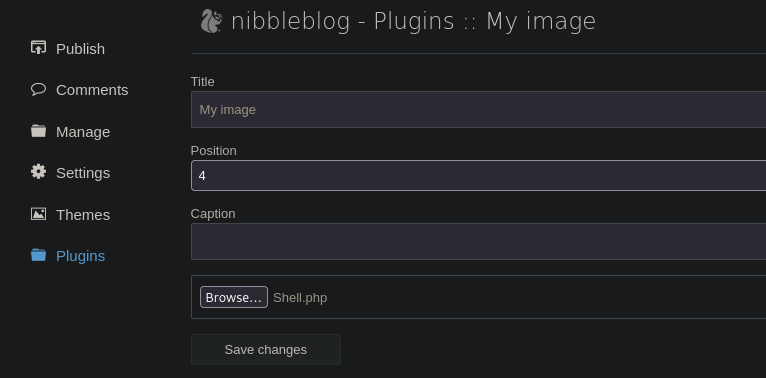 nibbleblog - Plugins :: My image
Publish
Comments
Manage
Settings
Themes
Plugins
Title
My image
Position
4
Caption
Browse... Shell.php
Save changes